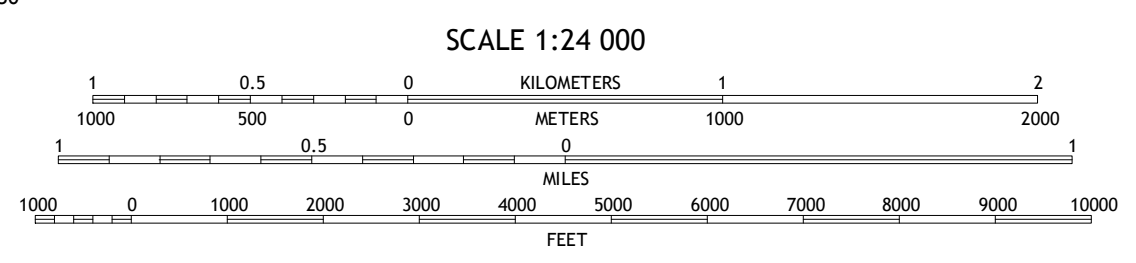 SCALE 1:24 000
1 0.5 0 KILOMETERS 1 2
1000 500 0 METERS 1000 2000
1 0.5 0 1
MILES
1000 0 1000 2000 3000 4000 5000 6000 7000 8000 9000 10000
FEET